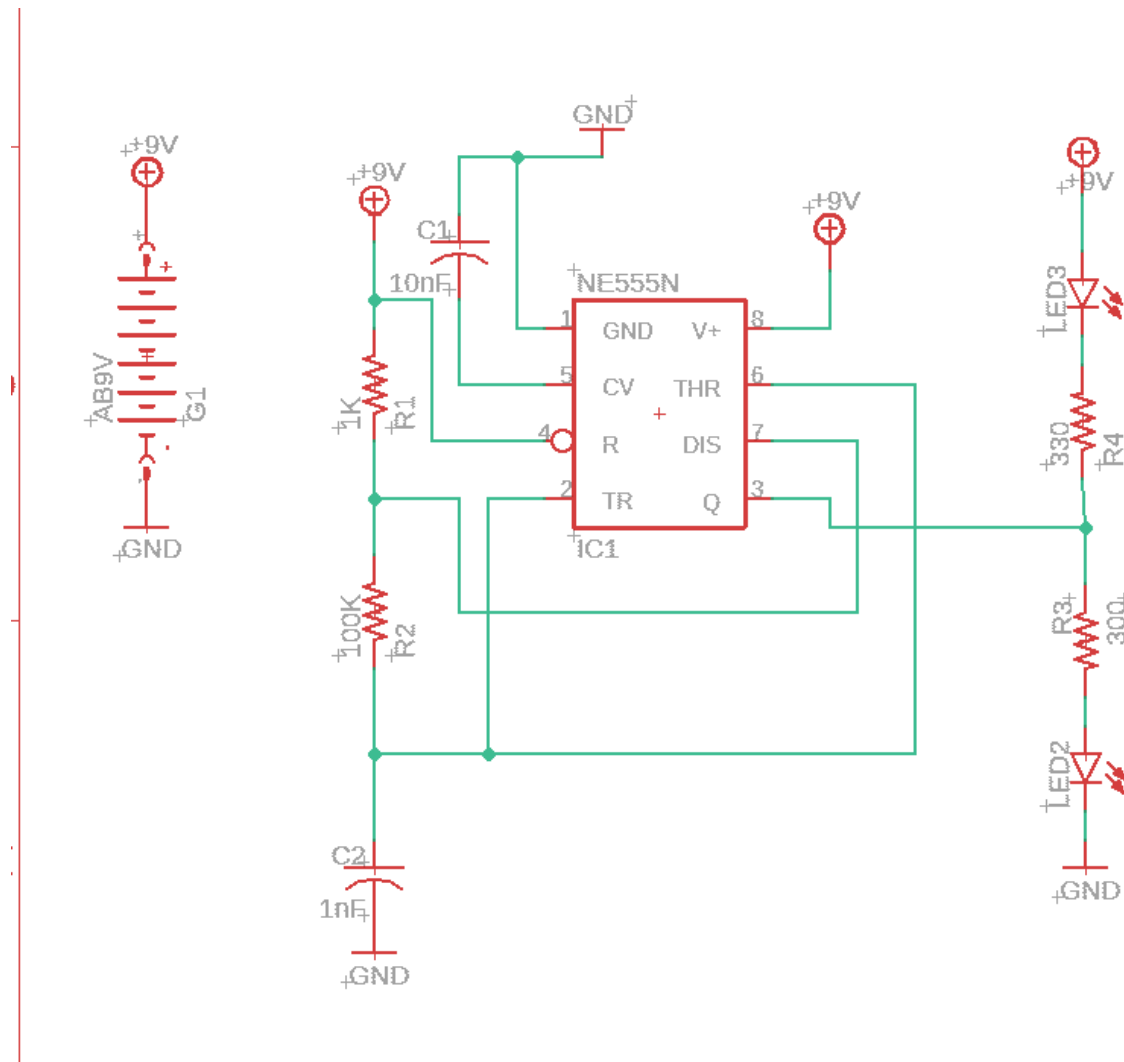 GND
+9V
+9V
+9V
+9V
C1
10nF
NE555N
1
GND
V+
8
5
CV
THR
6
4
R
DIS
7
2
TR
Q
3
IC1
AB9V
G1
GND
1K
R1
100K
R2
C2
1nF
GND
LED3
330
R4
R3
300
LED2
GND